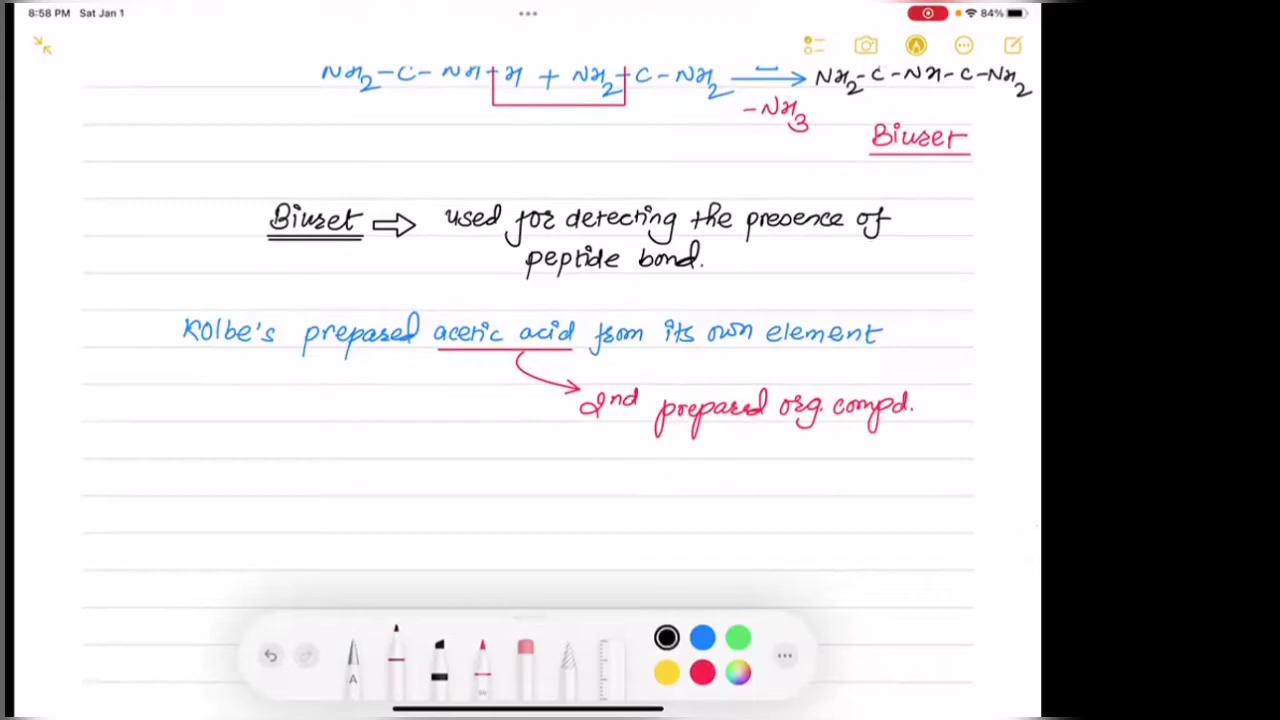 8:58 PM Sat Jan 1
84%
NH2-C-NH-H + NH2-C-NH2 → NH2-C-NH-C-NH2
-NH3
Biuret
Biuret ⇒ used for detecting the presence of
peptide bond.
Kolbe's prepared acetic acid from its own element
2nd prepared org. compd.
A